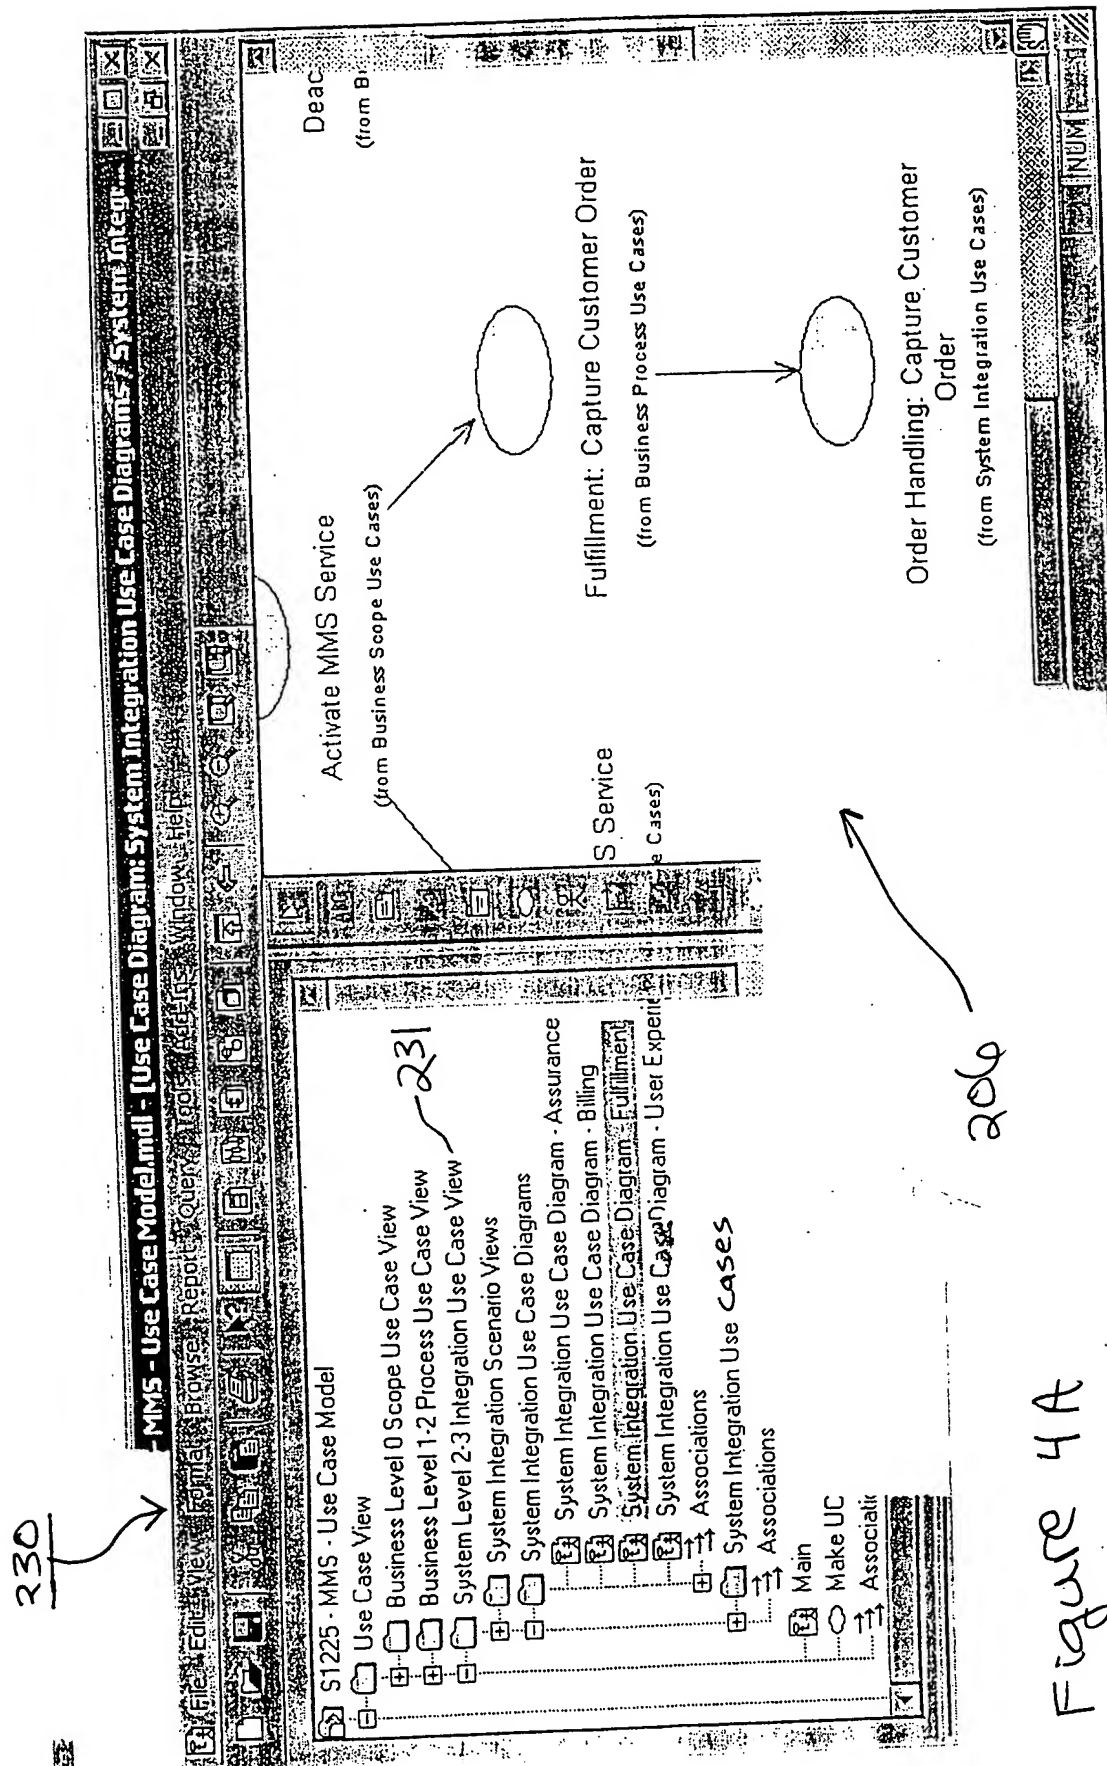 230
- MMS - Use Case Model.mdl - [Use Case Diagram: System Integration Use Case Diagrams / System Integr...
File Edit View Format Browse Report Query Tools Add-Ins Window Help
S1225 - MMS - Use Case Model
Use Case View
Business Level 0 Scope Use Case View
Business Level 1-2 Process Use Case View
System Level 2-3 Integration Use Case View
231
System Integration Scenario Views
System Integration Use Case Diagrams
System Integration Use Case Diagram - Assurance
System Integration Use Case Diagram - Billing
System Integration Use Case Diagram - Fulfillment
System Integration Use Case Diagram - User Experie
Associations
System Integration Use Cases
Associations
Main
Make UC
Associatic
ABC
Activate MMS Service
(from Business Scope Use Cases)
Deac
(from B
S Service
e Cases)
Fulfillment: Capture Customer Order
(from Business Process Use Cases)
Order Handling: Capture Customer
Order
(from System Integration Use Cases)
NUM
206
Figure 4A